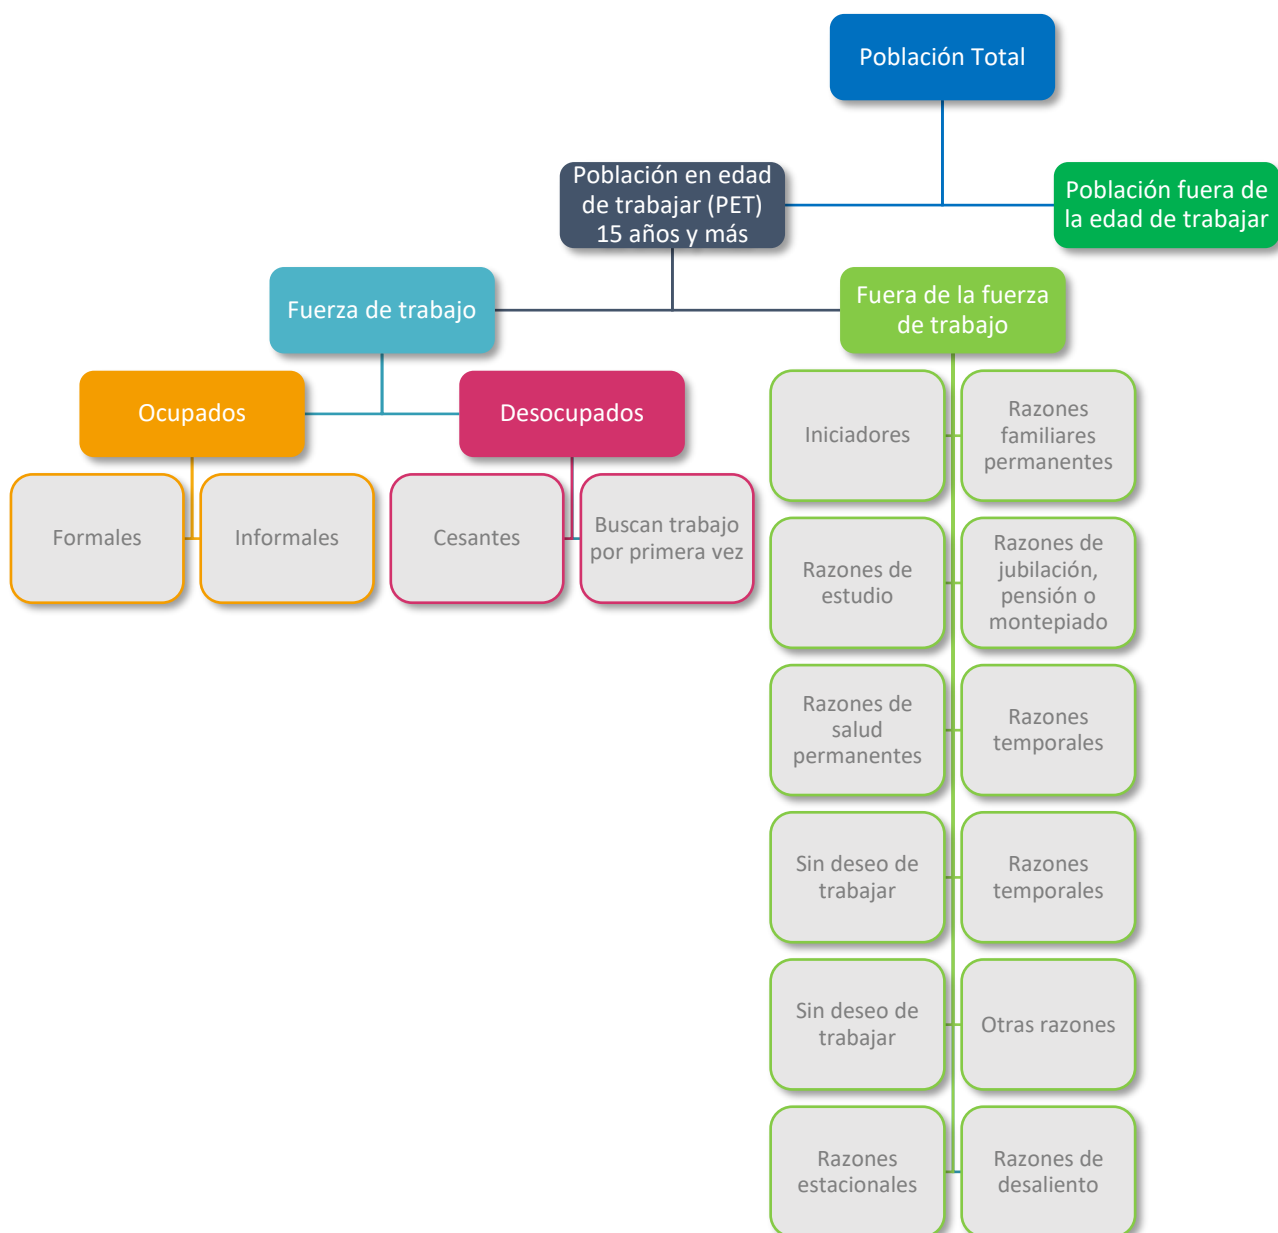 Población Total
Población en edad
de trabajar (PET)
15 años y más
Población fuera de
la edad de trabajar
Fuerza de trabajo
Fuera de la fuerza
de trabajo
Ocupados
Desocupados
Formales
Informales
Cesantes
Buscan trabajo
por primera vez
Iniciadores
Razones
familiares
permanentes
Razones de
estudio
Razones de
jubilación,
pensión o
montepiado
Razones de
salud
permanentes
Razones
temporales
Sin deseo de
trabajar
Razones
temporales
Sin deseo de
trabajar
Otras razones
Razones
estacionales
Razones de
desaliento